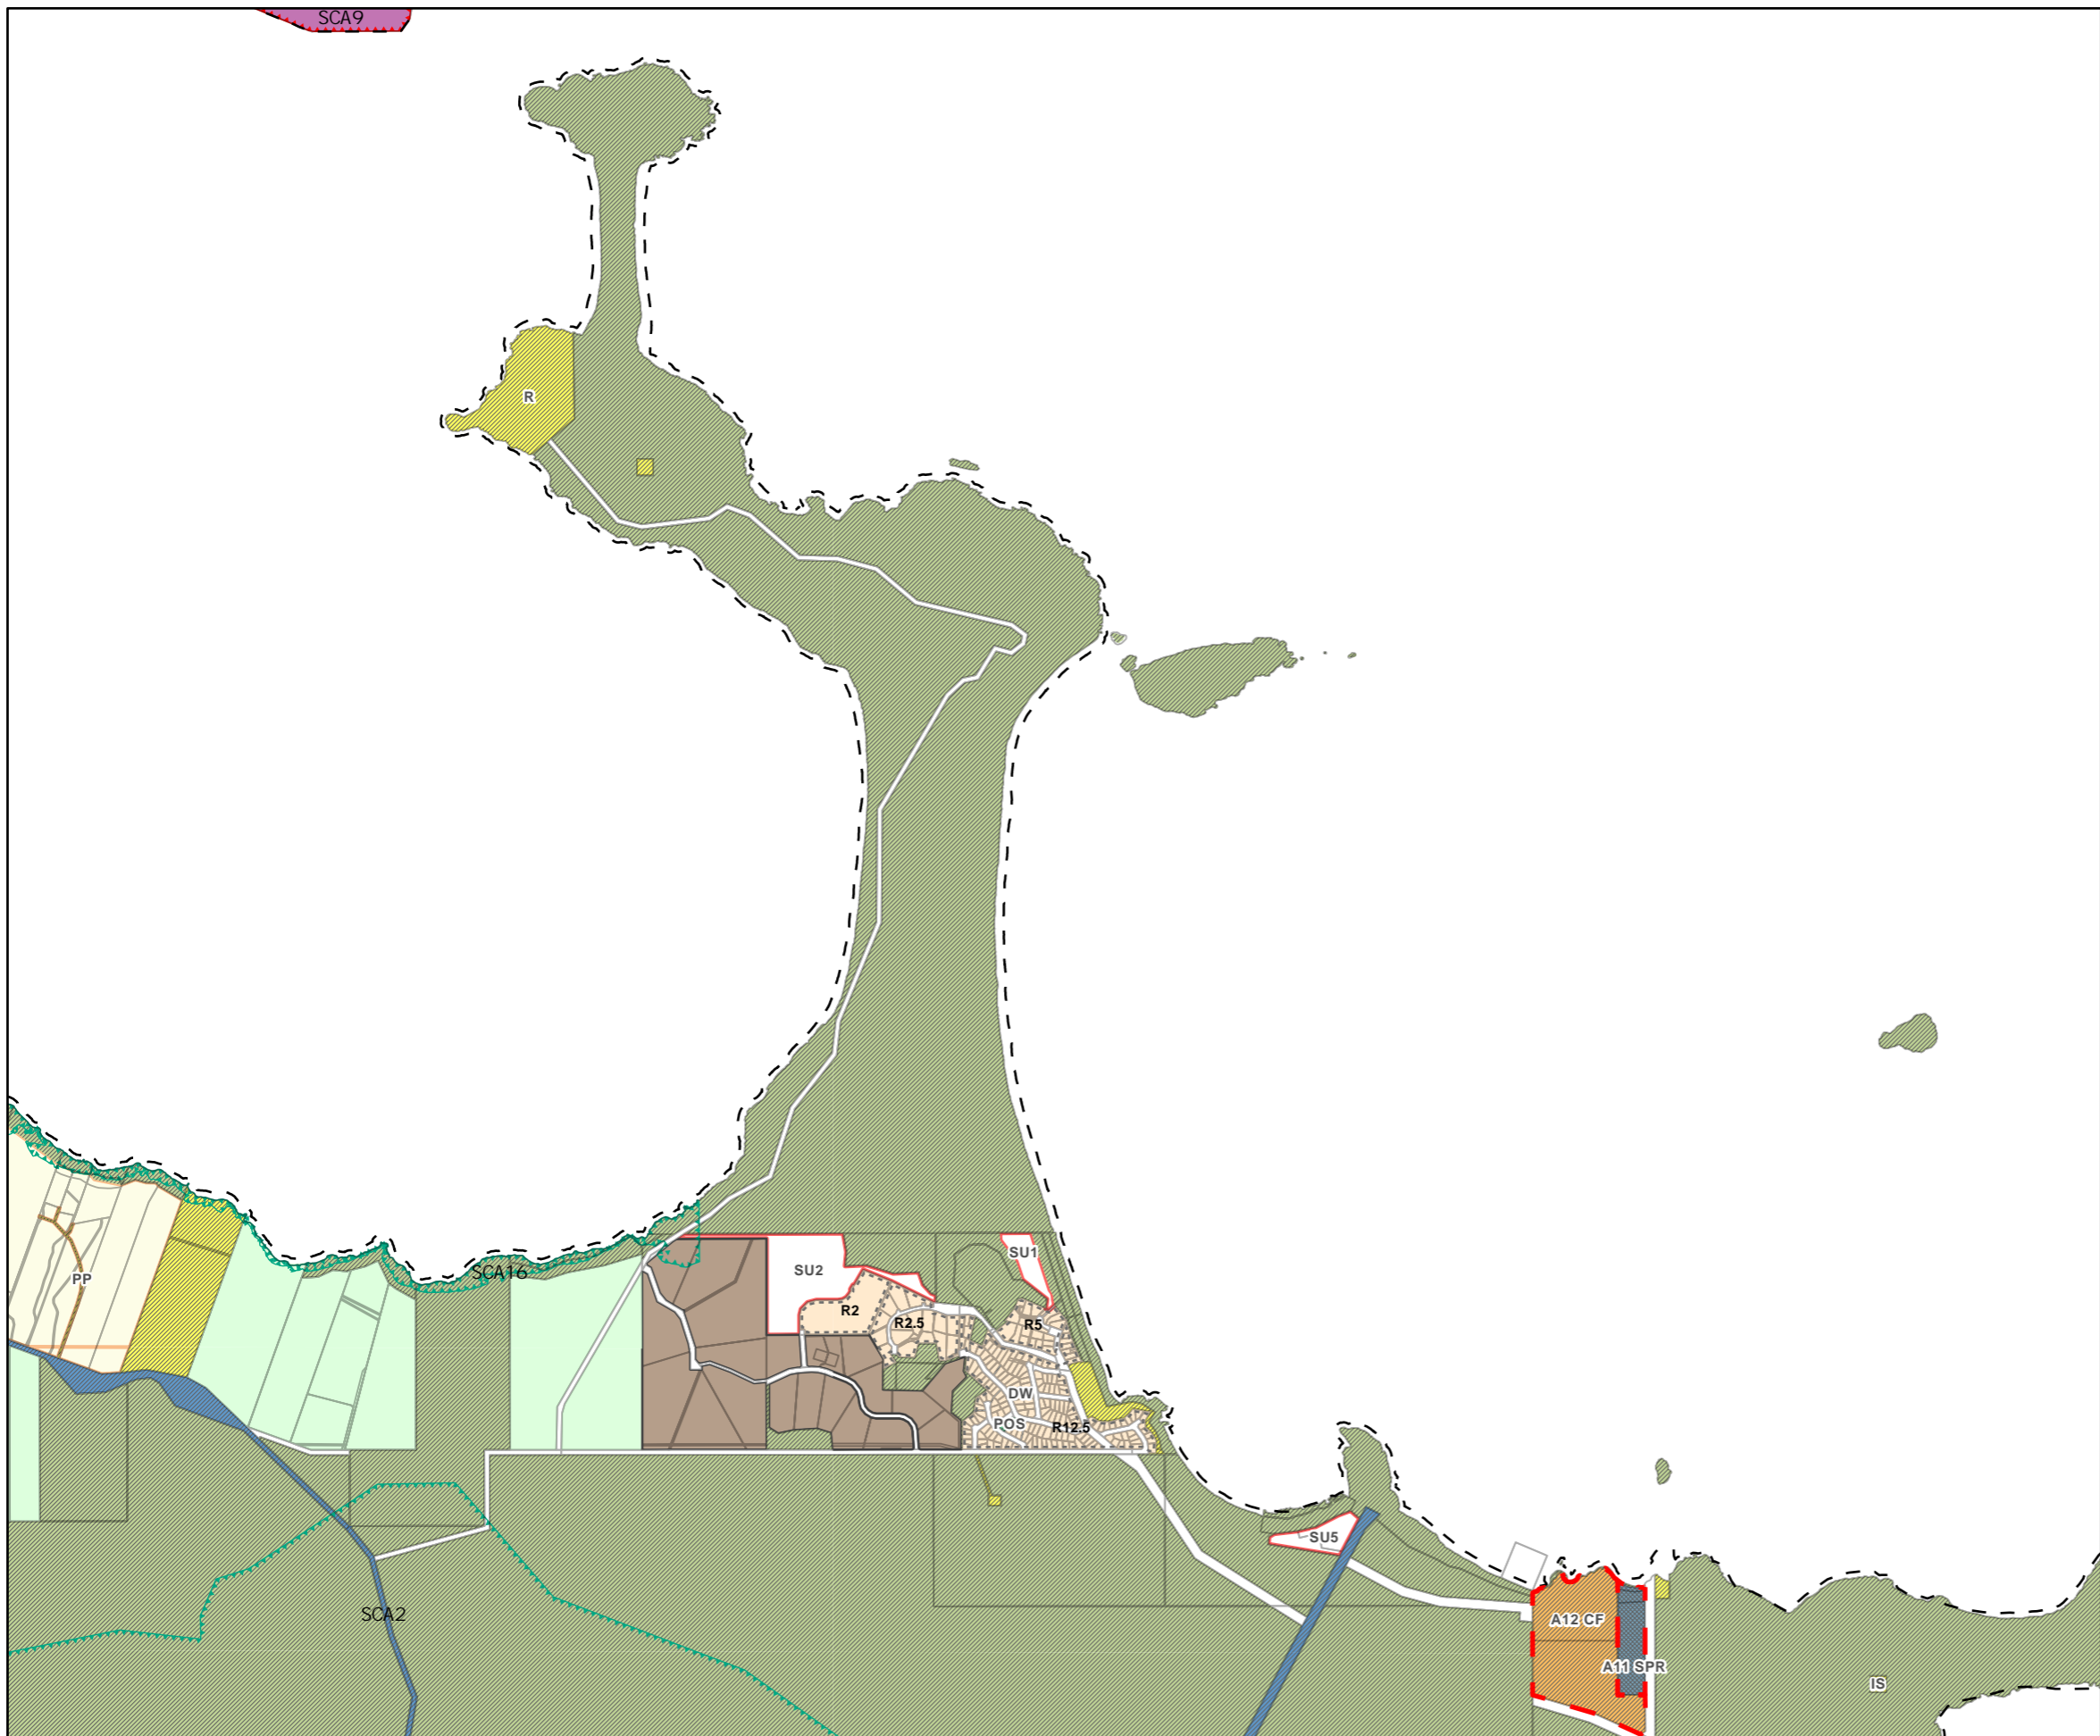 SCA9
R
SU1
SU2
SCA16
PP
R2
R2.5
R5
DW
POS
R12.5
SU5
SCA2
A12 CF
A11 SPR
IS